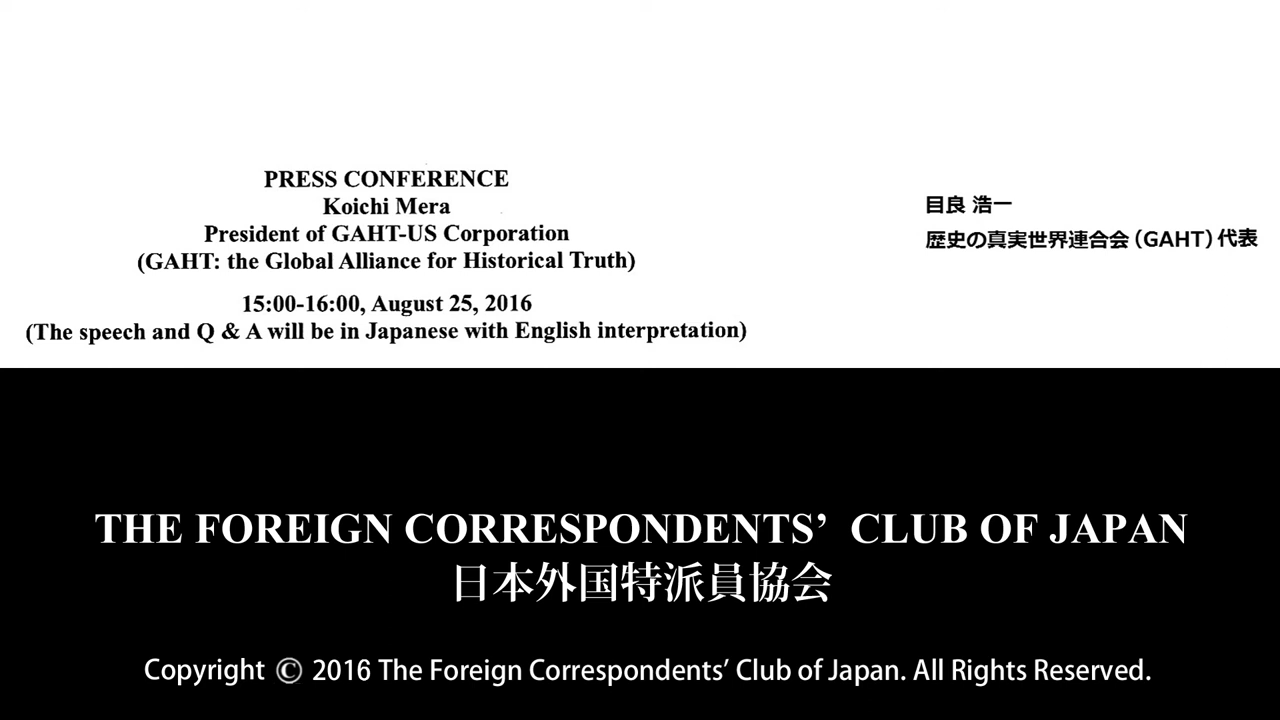 PRESS CONFERENCE
Koichi Mera
President of GAHT-US Corporation
(GAHT: the Global Alliance for Historical Truth)
15:00-16:00, August 25, 2016
(The speech and Q & A will be in Japanese with English interpretation)
目良 浩一
歴史の真実世界連合会(GAHT)代表
THE FOREIGN CORRESPONDENTS’ CLUB OF JAPAN
日本外国特派員協会
Copyright © 2016 The Foreign Correspondents’ Club of Japan. All Rights Reserved.